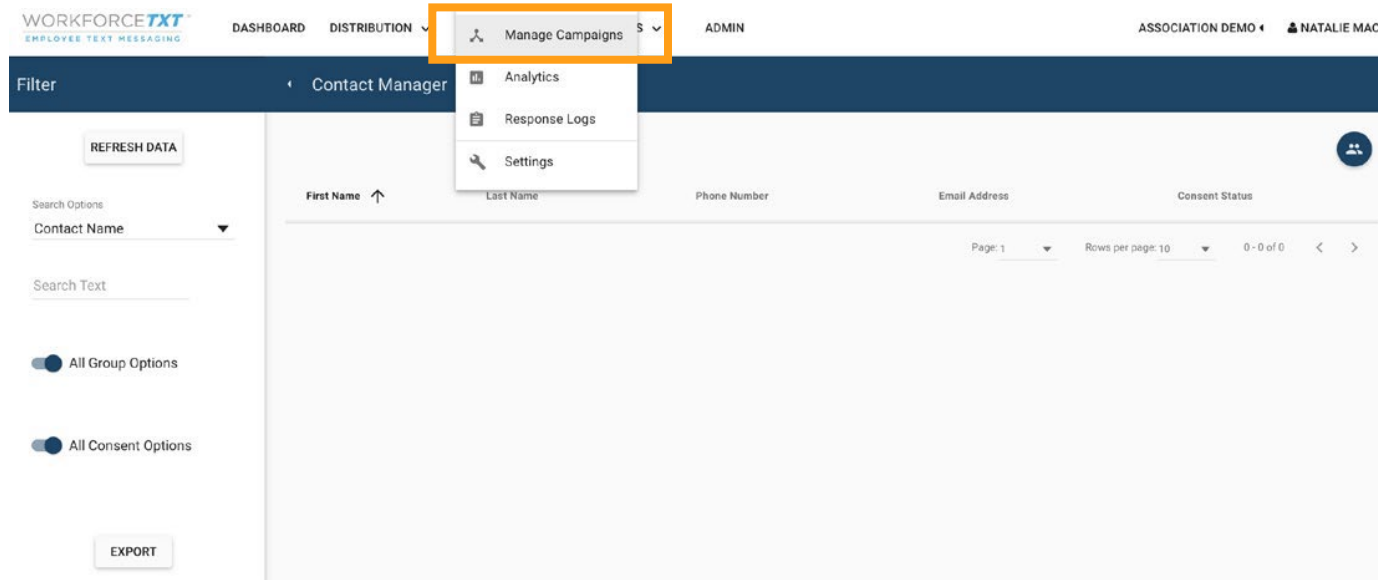 WORKFORCETXT
EMPLOYEE TEXT MESSAGING
DASHBOARD DISTRIBUTION S ADMIN ASSOCIATION DEMO NATALIE MAC
Manage Campaigns
Analytics
Response Logs
Settings
Filter
Contact Manager
REFRESH DATA
Search Options
Contact Name
Search Text
All Group Options
All Consent Options
EXPORT
First Name Last Name Phone Number Email Address Consent Status
Page: 1 Rows per page: 10 0 - 0 of 0